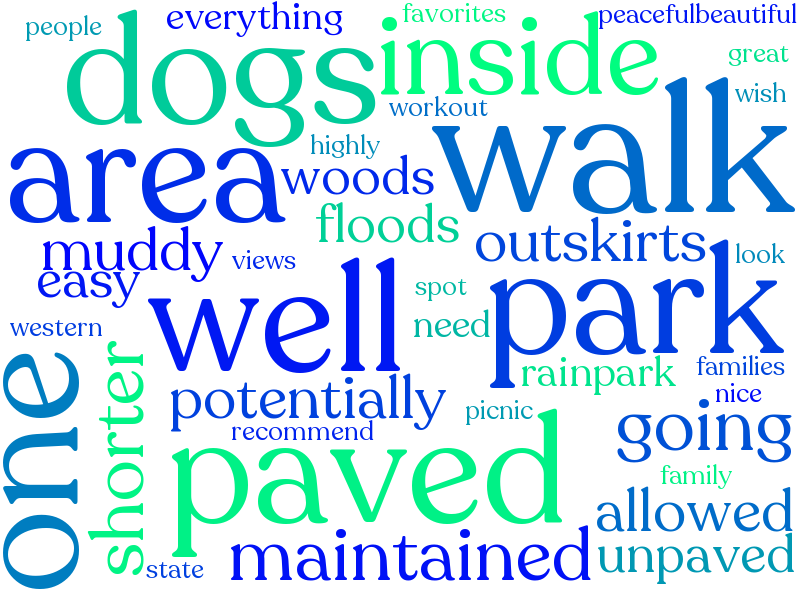 people
everything
favorites
peacefulbeautiful
dogs
inside
great
workout
wish
highly
area
woods
walk
floods
muddy
views
outskirts
look
easy
spot
well
park
western
need
one
shorter
potentially
rainpark
families
nice
recommend
picnic
going
paved
family
allowed
maintained
unpaved
state